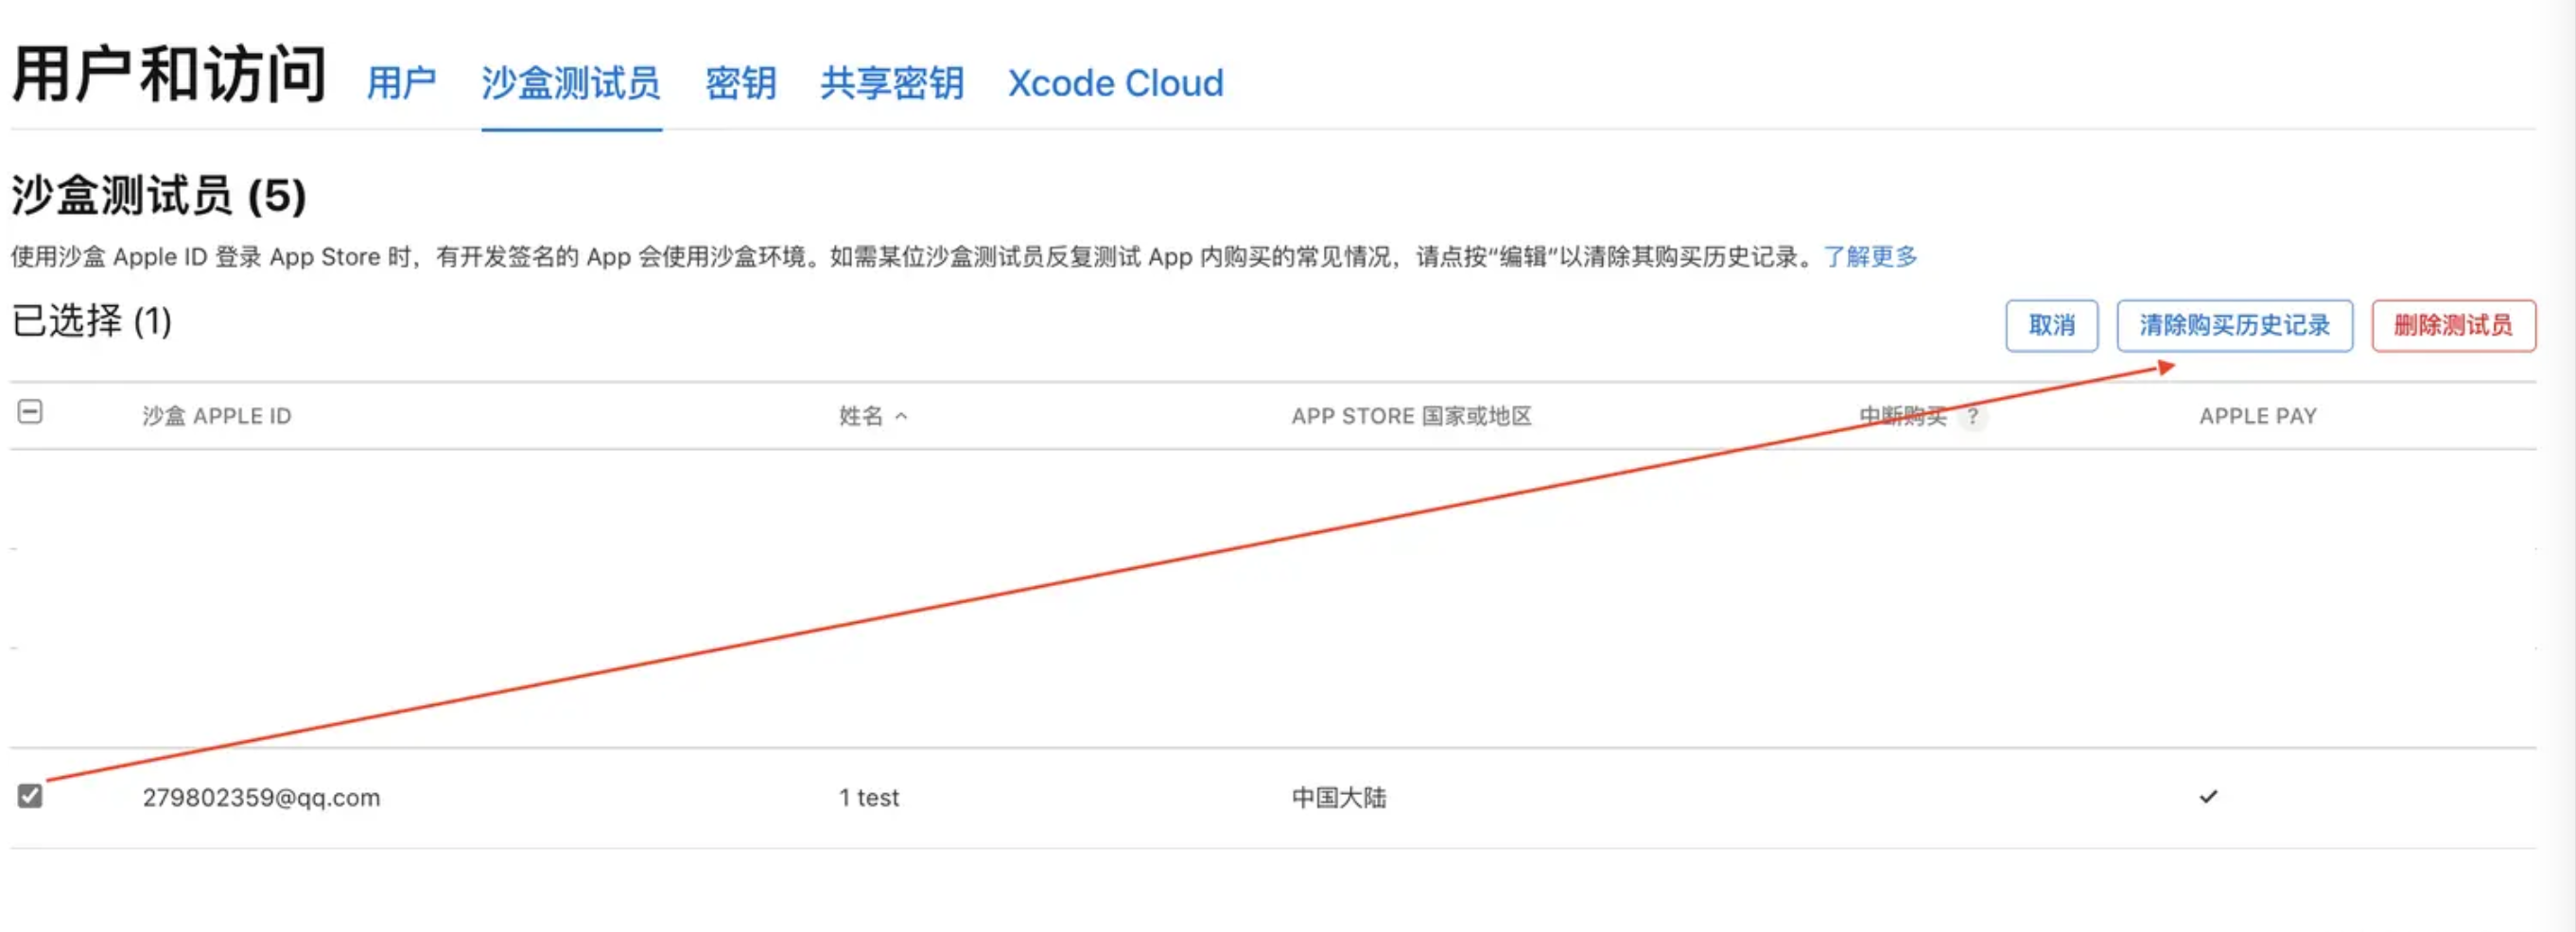 用户和访问 用户 沙盒测试员 密钥 共享密钥 Xcode Cloud
沙盒测试员 (5)
使用沙盒 Apple ID 登录 App Store 时，有开发签名的 App 会使用沙盒环境。如需某位沙盒测试员反复测试 App 内购买的常见情况，请点按“编辑”以清除其购买历史记录。了解更多
已选择 (1) 取消 清除购买历史记录 删除测试员
沙盒 APPLE ID 姓名 APP STORE 国家或地区 中断购买 ? APPLE PAY
279802359@qq.com 1 test 中国大陆